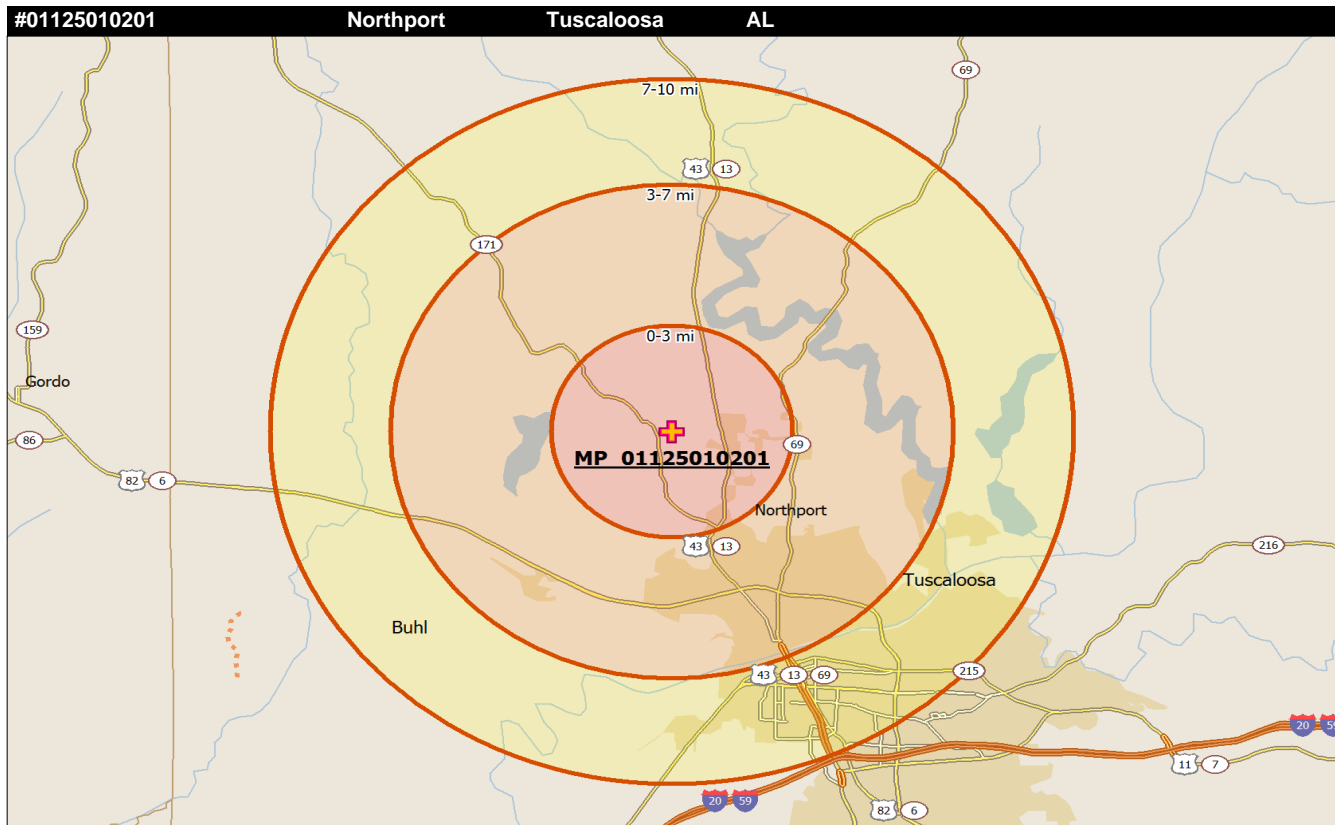 #01125010201 Northport Tuscaloosa AL
69
7-10 mi
43 13
3-7 mi
171
159
0-3 mi
Gordo
86
69
MP 01125010201
82 6
Northport
43 13
216
Tuscaloosa
Buhl
43 13 69
215
20 59
11 7
20 59
82 6